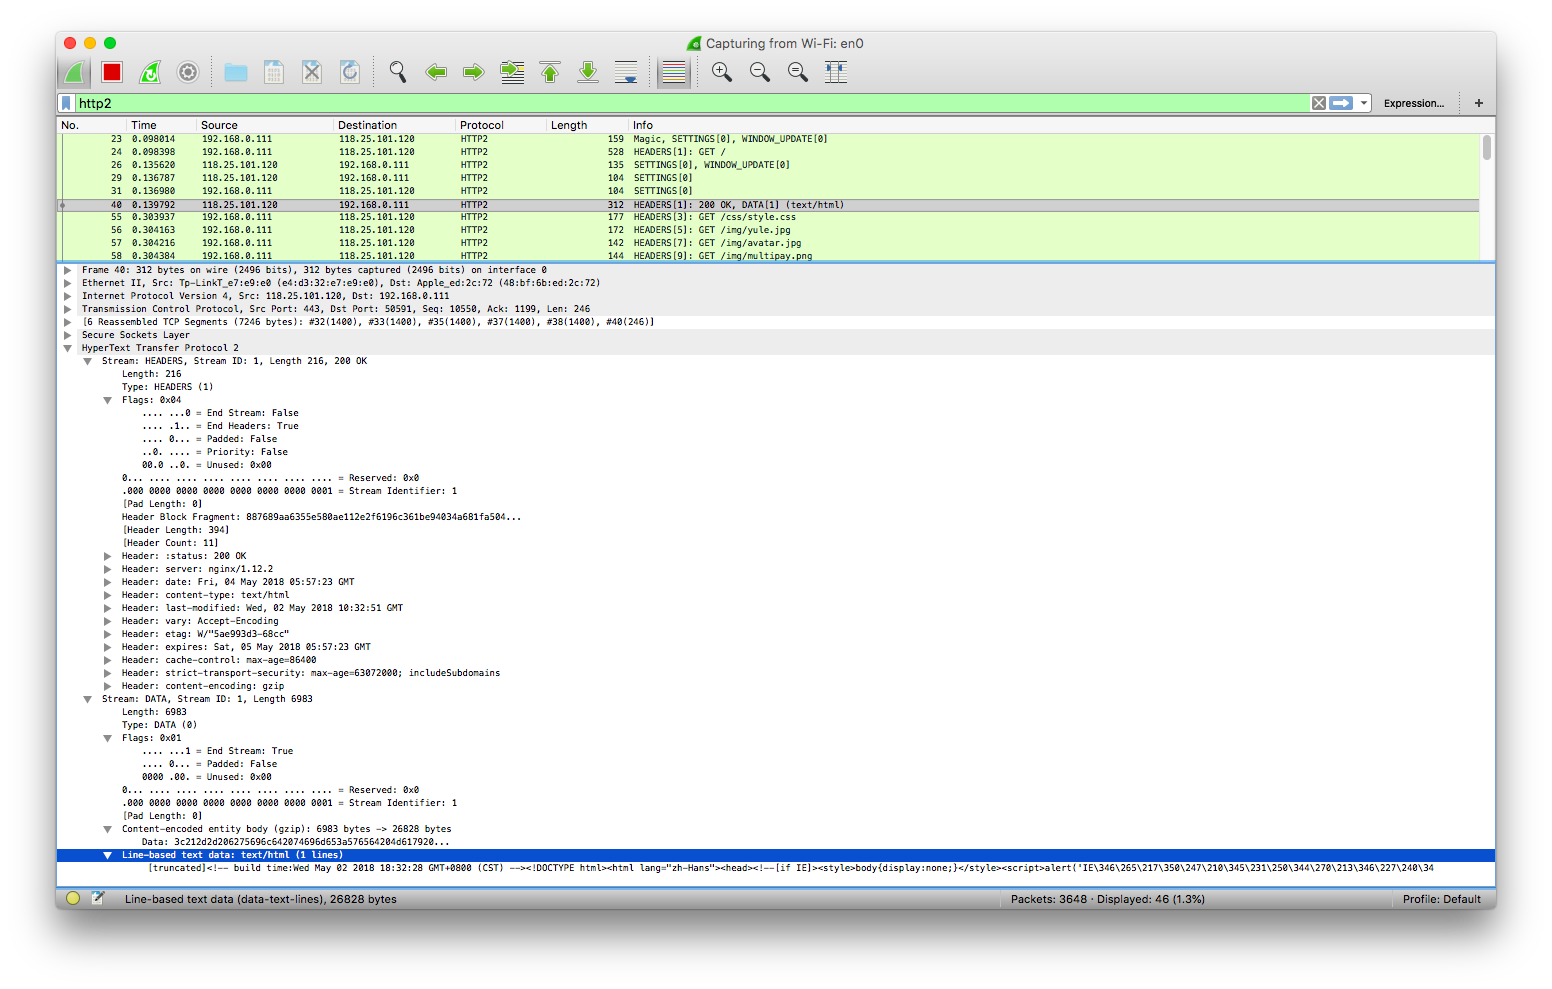 Capturing from Wi-Fi: en0
http2
Expression... +
No. Time Source Destination Protocol Length Info
23 0.098014 192.168.0.111 118.25.101.120 HTTP2 159 Magic, SETTINGS[0], WINDOW_UPDATE[0]
24 0.098398 192.168.0.111 118.25.101.120 HTTP2 528 HEADERS[1]: GET /
26 0.135620 118.25.101.120 192.168.0.111 HTTP2 135 SETTINGS[0], WINDOW_UPDATE[0]
29 0.136787 118.25.101.120 192.168.0.111 HTTP2 104 SETTINGS[0]
31 0.136980 192.168.0.111 118.25.101.120 HTTP2 104 SETTINGS[0]
40 0.139792 118.25.101.120 192.168.0.111 HTTP2 312 HEADERS[1]: 200 OK, DATA[1] (text/html)
55 0.303937 192.168.0.111 118.25.101.120 HTTP2 177 HEADERS[3]: GET /css/style.css
56 0.304163 192.168.0.111 118.25.101.120 HTTP2 172 HEADERS[5]: GET /img/yule.jpg
57 0.304216 192.168.0.111 118.25.101.120 HTTP2 142 HEADERS[7]: GET /img/avatar.jpg
58 0.304384 192.168.0.111 118.25.101.120 HTTP2 144 HEADERS[9]: GET /img/multipay.png
Frame 40: 312 bytes on wire (2496 bits), 312 bytes captured (2496 bits) on interface 0
Ethernet II, Src: Tp-LinkT_e7:e9:e0 (e4:d3:32:e7:e9:e0), Dst: Apple_ed:2c:72 (48:bf:6b:ed:2c:72)
Internet Protocol Version 4, Src: 118.25.101.120, Dst: 192.168.0.111
Transmission Control Protocol, Src Port: 443, Dst Port: 50591, Seq: 10550, Ack: 1199, Len: 246
[6 Reassembled TCP Segments (7246 bytes): #32(1400), #33(1400), #35(1400), #37(1400), #38(1400), #40(246)]
Secure Sockets Layer
HyperText Transfer Protocol 2
Stream: HEADERS, Stream ID: 1, Length 216, 200 OK
Length: 216
Type: HEADERS (1)
Flags: 0x04
.... ...0 = End Stream: False
.... .1.. = End Headers: True
.... 0... = Padded: False
..0. .... = Priority: False
00.0 ..0. = Unused: 0x00
0... .... .... .... .... .... .... .... = Reserved: 0x0
.000 0000 0000 0000 0000 0000 0000 0001 = Stream Identifier: 1
[Pad Length: 0]
Header Block Fragment: 887689aa6355e580ae112e2f6196c361be94034a681fa504...
[Header Length: 394]
[Header Count: 11]
Header: :status: 200 OK
Header: server: nginx/1.12.2
Header: date: Fri, 04 May 2018 05:57:23 GMT
Header: content-type: text/html
Header: last-modified: Wed, 02 May 2018 10:32:51 GMT
Header: vary: Accept-Encoding
Header: etag: W/"5ae993d3-68cc"
Header: expires: Sat, 05 May 2018 05:57:23 GMT
Header: cache-control: max-age=86400
Header: strict-transport-security: max-age=63072000; includeSubdomains
Header: content-encoding: gzip
Stream: DATA, Stream ID: 1, Length 6983
Length: 6983
Type: DATA (0)
Flags: 0x01
.... ...1 = End Stream: True
.... 0... = Padded: False
0000 .00. = Unused: 0x00
0... .... .... .... .... .... .... .... = Reserved: 0x0
.000 0000 0000 0000 0000 0000 0000 0001 = Stream Identifier: 1
[Pad Length: 0]
Content-encoded entity body (gzip): 6983 bytes -> 26828 bytes
Data: 3c212d2d206275696c642074696d653a576564204d617920...
Line-based text data: text/html (1 lines)
[truncated]<!-- build time:Wed May 02 2018 18:32:28 GMT+0800 (CST) --><!DOCTYPE html><html lang="zh-Hans"><head><!--[if IE]><style>body{display:none;}</style><script>alert('IE\346\265\217\350\247\210\345\231\250\344\270\213\346\227\240\34
Line-based text data (data-text-lines), 26828 bytes
Packets: 3648 · Displayed: 46 (1.3%)
Profile: Default